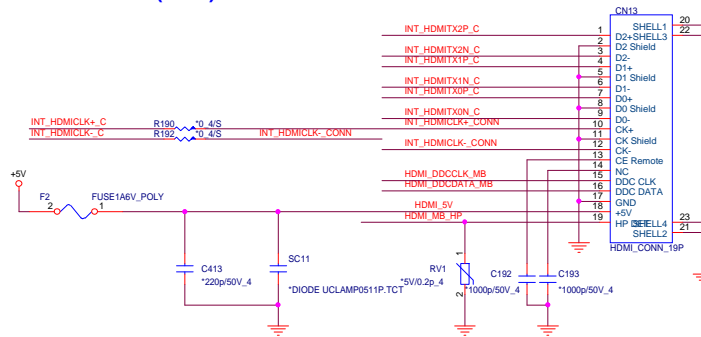 CN13
SHELL1 20
INT_HDMITX2P_C 1 D2+ SHELL3 22
2 D2 Shield
INT_HDMITX2N_C 3 D2-
INT_HDMITX1P_C 4 D1+
5 D1 Shield
INT_HDMITX1N_C 6 D1-
INT_HDMITX0P_C 7 D0+
8 D0 Shield
INT_HDMITX0N_C 9 D0-
INT_HDMICLK+_C R190 *0_4/S INT_HDMICLK+_CONN 10 CK+
11 CK Shield
INT_HDMICLK-_C R192 *0_4/S INT_HDMICLK-_CONN INT_HDMICLK-_CONN 12 CK-
13 CE Remote
14 NC
HDMI_DDCCLK_MB 15 DDC CLK
HDMI_DDCDATA_MB 16 DDC DATA
17 GND
+5V
F2 FUSE1A6V_POLY
2 1
HDMI_5V 18 +5V
HDMI_MB_HP 19 HP DET SHELL4 23
SHELL2 21
HDMI_CONN_19P
C413
*220p/50V_4
SC11
*DIODE UCLAMP0511P.TCT
1
RV1
*5V/0.2p_4
2
C192
*1000p/50V_4
C193
*1000p/50V_4